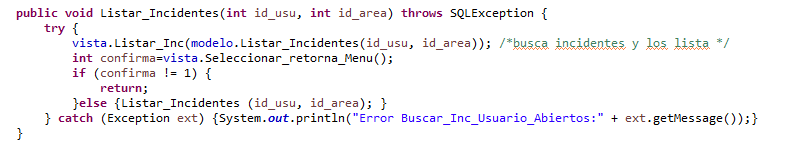 public void Listar_Incidentes(int id_usu, int id_area) throws SQLException {
try {
vista.Listar_Inc(modelo.Listar_Incidentes(id_usu, id_area)); /*busca incidentes y los lista */
int confirma=vista.Seleccionar_retorna_Menu();
if (confirma != 1) {
return;
}else {Listar_Incidentes (id_usu, id_area); }
} catch (Exception ext) {System.out.println("Error Buscar_Inc_Usuario_Abiertos:" + ext.getMessage());}
}